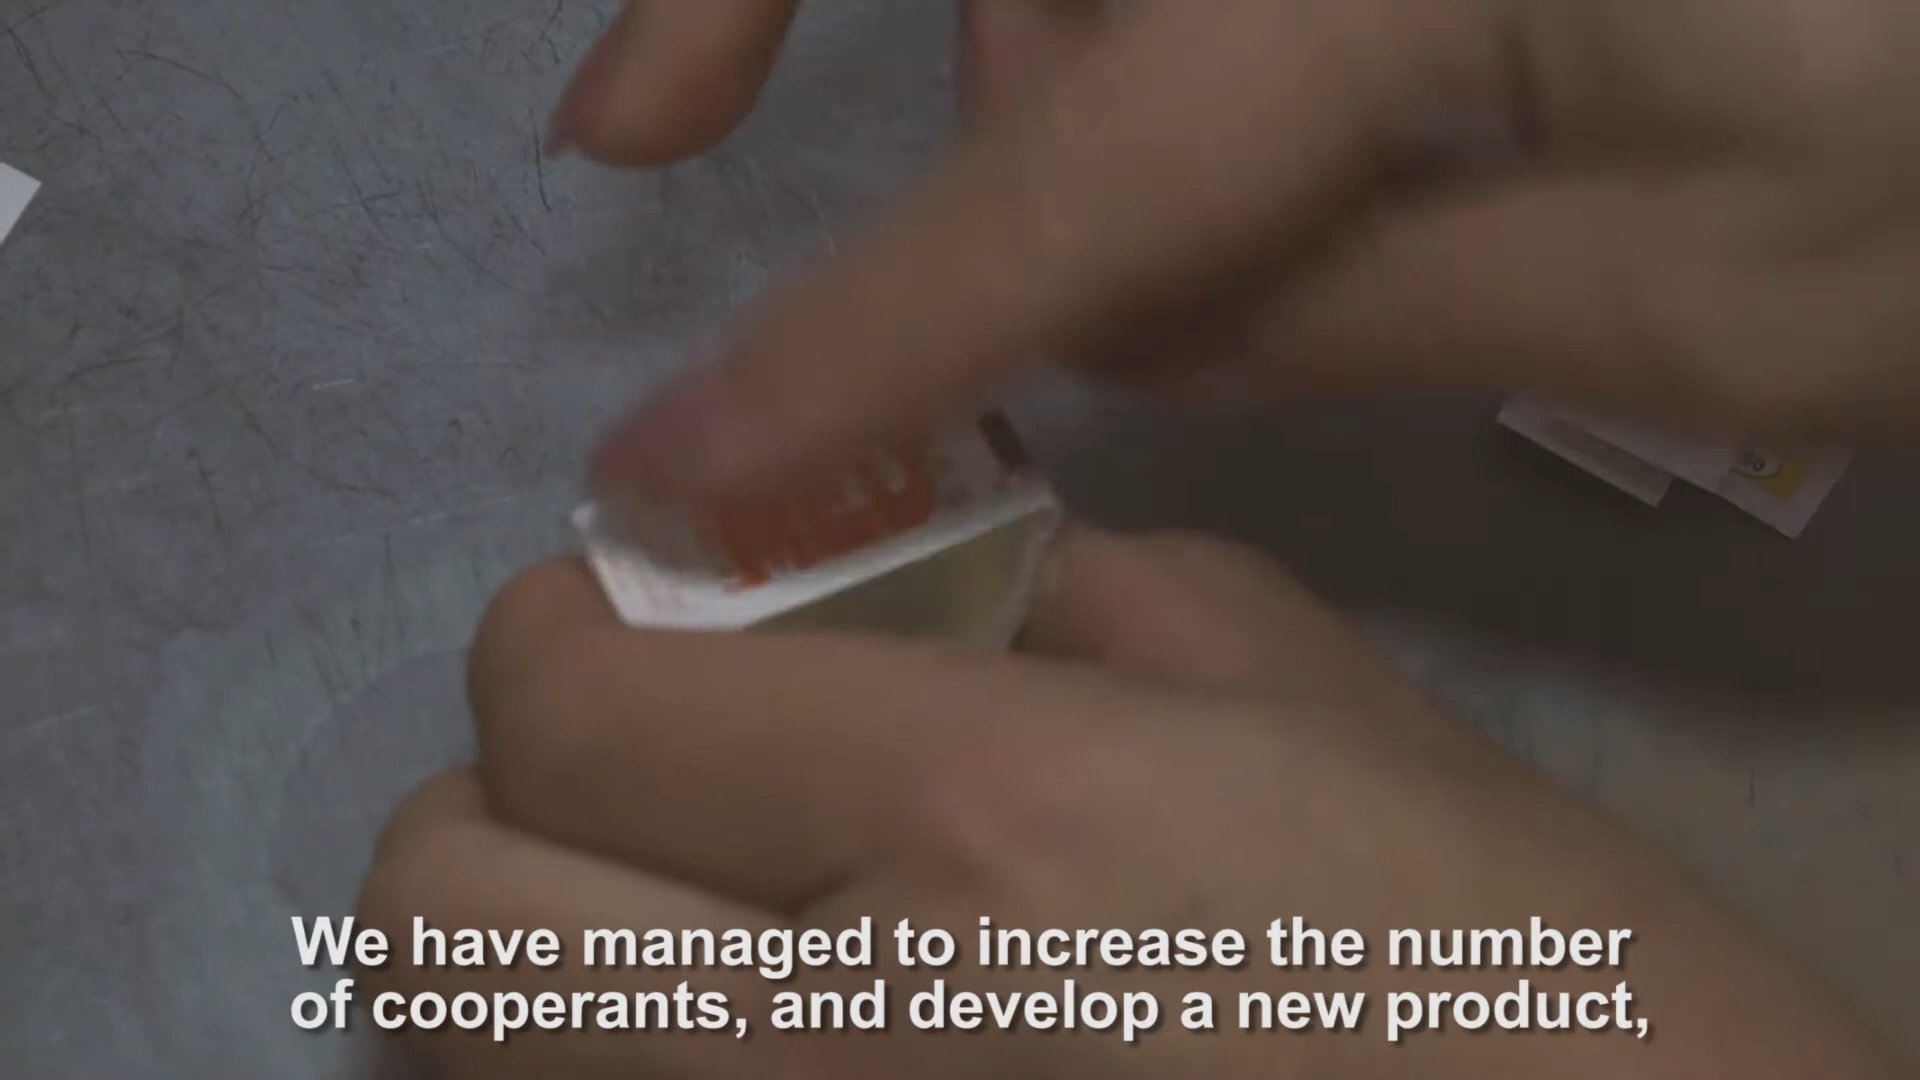 We have managed to increase the number
of cooperants, and develop a new product,